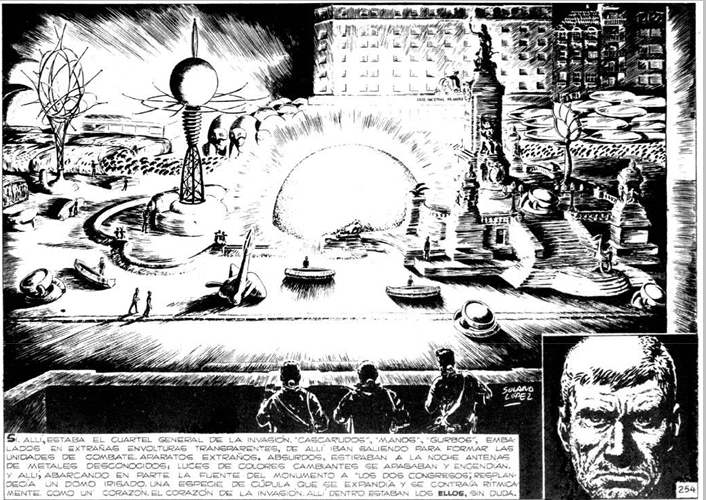 SOLANO
LOPEZ
SI. ALLI, ESTABA EL CUARTEL GENERAL DE LA INVASIÓN. "CASCARUDOS", "MANOS", "GURBOS", EMBA-
LADOS EN EXTRAÑAS ENVOLTURAS TRANSPARENTES, DE ALLI IBAN SALIENDO PARA FORMAR LAS
UNIDADES DE COMBATE. APARATOS EXTRAÑOS, ABSURDOS, ESTIRABAN A LA NOCHE ANTENAS
DE METALES DESCONOCIDOS; LUCES DE COLORES CAMBIANTES SE APAGABAN Y ENCENDIAN.
Y ALLI, ABARCANDO EN PARTE LA FUENTE DEL MONUMENTO A "LOS DOS CONGRESOS", RESPLAN-
DECIA UN DOMO IRISADO. UNA ESPECIE DE CÚPULA QUE SE EXPANDIA Y SE CONTRAIA RITMICA-
MENTE COMO UN CORAZON. EL CORAZON DE LA INVASIÓN. ALLI DENTRO ESTABAN LOS ELLOS, SIN DUDA.
254